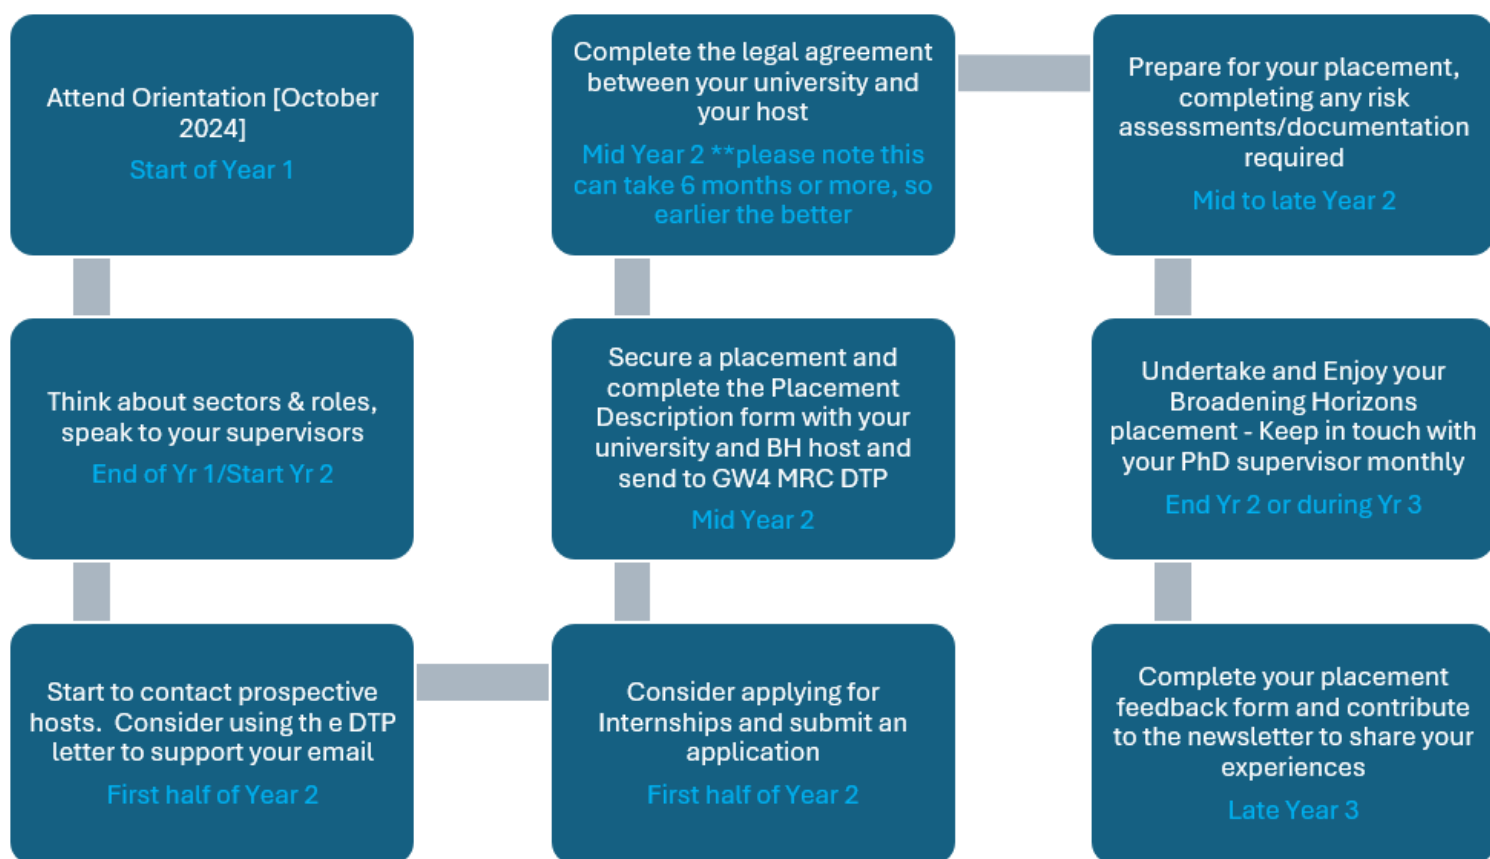 Attend Orientation [October
2024]
Start of Year 1
Think about sectors & roles,
speak to your supervisors
End of Yr 1/Start Yr 2
Start to contact prospective
hosts.  Consider using th e DTP
letter to support your email
First half of Year 2
Consider applying for
Internships and submit an
application
First half of Year 2
Secure a placement and
complete the Placement
Description form with your
university and BH host and
send to GW4 MRC DTP
Mid Year 2
Complete the legal agreement
between your university and
your host
Mid Year 2 **please note this
can take 6 months or more, so
earlier the better
Prepare for your placement,
completing any risk
assessments/documentation
required
Mid to late Year 2
Undertake and Enjoy your
Broadening Horizons
placement - Keep in touch with
your PhD supervisor monthly
End Yr 2 or during Yr 3
Complete your placement
feedback form and contribute
to the newsletter to share your
experiences
Late Year 3